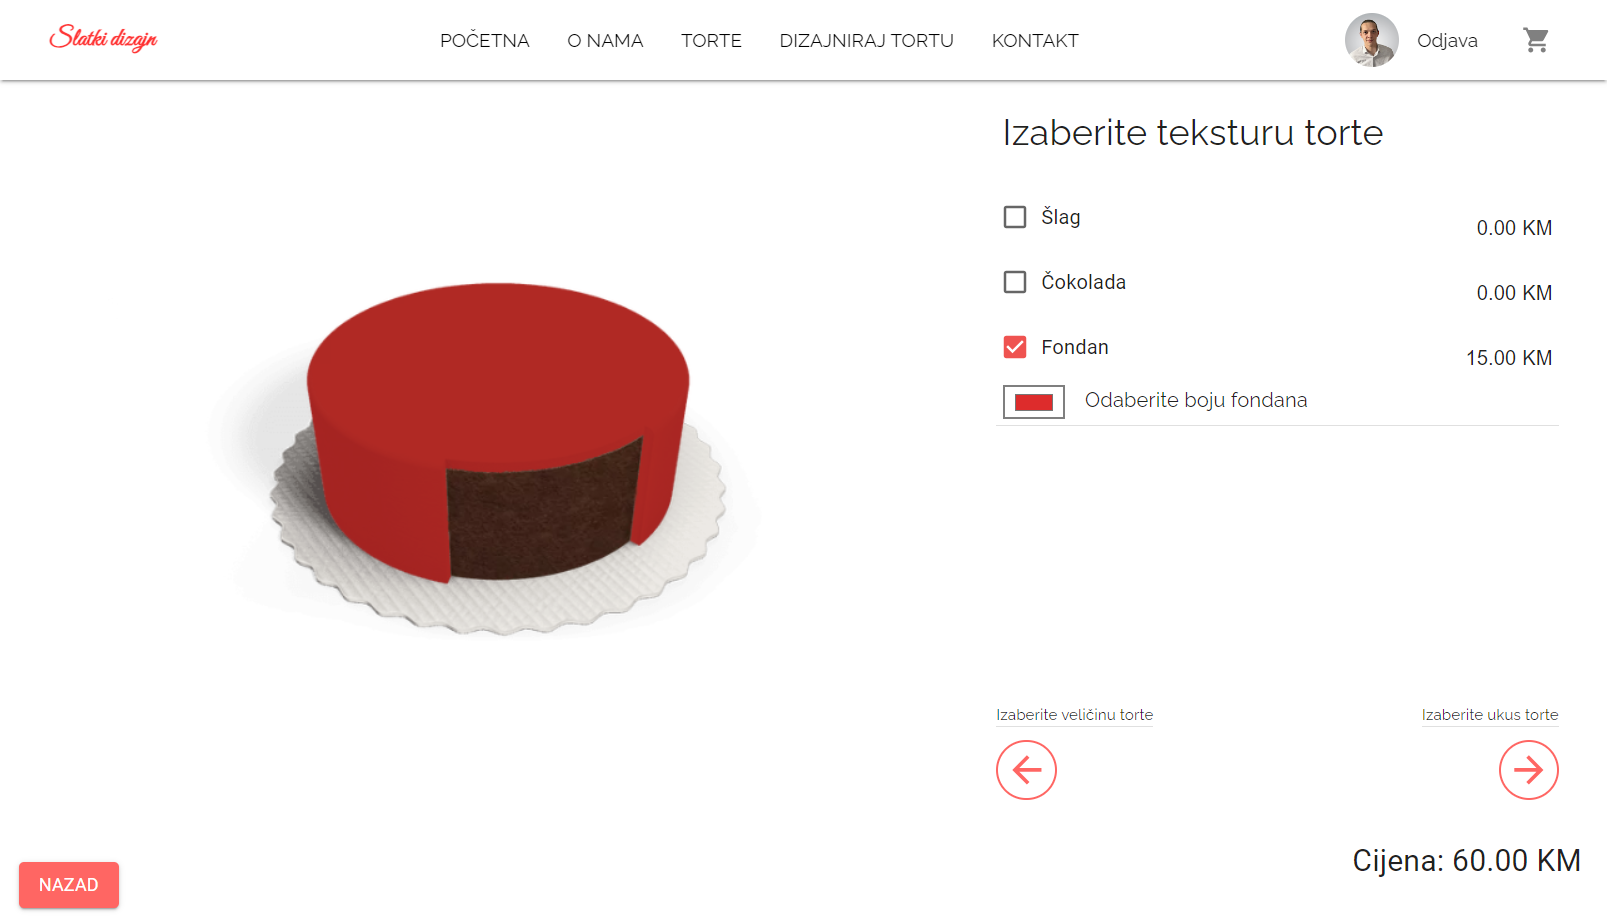 Slatki dizajn
POČETNA
O NAMA
TORTE
DIZAJNIRAJ TORTU
KONTAKT
Odjava
Izaberite teksturu torte
Šlag
0.00 KM
Čokolada
0.00 KM
Fondan
15.00 KM
Odaberite boju fondana
Izaberite veličinu torte
Izaberite ukus torte
Cijena: 60.00 KM
NAZAD